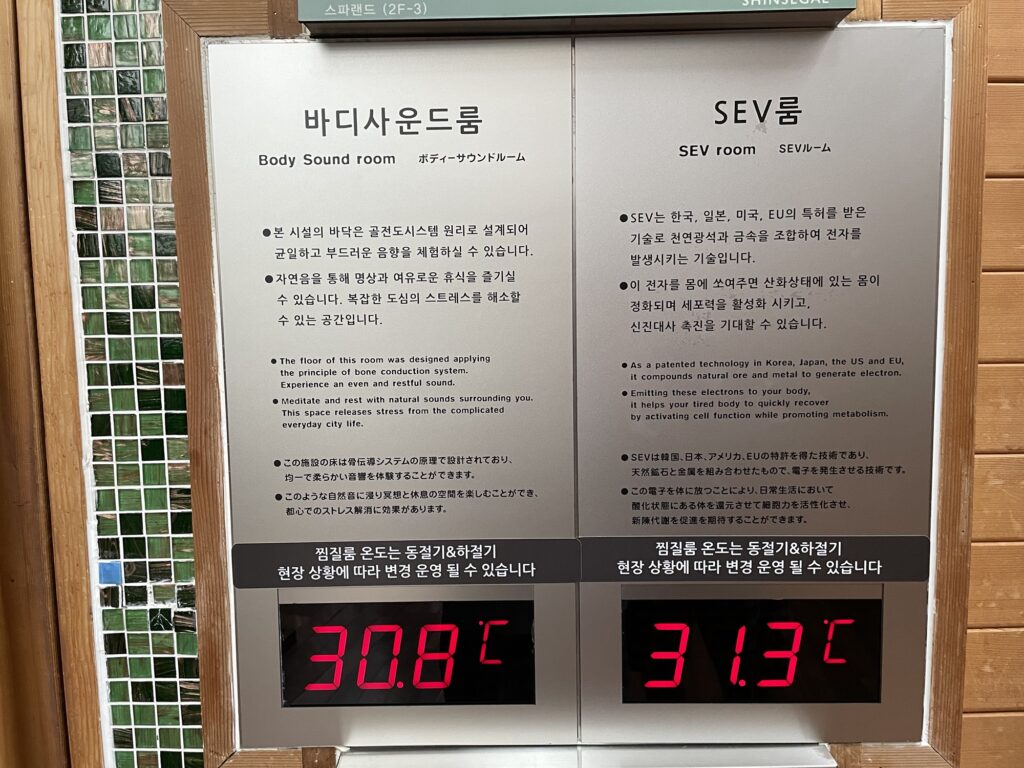 스파랜드 (2F-3)
SHINSEGAE
바디사운드룸
Body Sound room ボディーサウンドルーム
●본 시설의 바닥은 골전도시스템 원리로 설계되어
균일하고 부드러운 음향을 체험하실 수 있습니다.
●자연음을 통해 명상과 여유로운 휴식을 즐기실
수 있습니다. 복잡한 도심의 스트레스를 해소할
수 있는 공간입니다.
● The floor of this room was designed applying
the principle of bone conduction system.
Experience an even and restful sound.
● Meditate and rest with natural sounds surrounding you.
This space releases stress from the complicated
everyday city life.
● この施設の床は骨伝導システムの原理で設計されており、
均一で柔らかい音響を体験することができます。
● このような自然音に浸り冥想と休息の空間を楽しむことができ、
都心でのストレス解消に効果があります。
찜질룸 온도는 동절기&하절기
현장 상황에 따라 변경 운영 될 수 있습니다
30.8℃
SEV룸
SEV room SEVルーム
●SEV는 한국, 일본, 미국, EU의 특허를 받은
기술로 천연광석과 금속을 조합하여 전자를
발생시키는 기술입니다.
●이 전자를 몸에 쏘여주면 산화상태에 있는 몸이
정화되며 세포력을 활성화 시키고,
신진대사 촉진을 기대할 수 있습니다.
● As a patented technology in Korea, Japan, the US and EU,
it compounds natural ore and metal to generate electron.
● Emitting these electrons to your body,
it helps your tired body to quickly recover
by activating cell function while promoting metabolism.
● SEVは韓国、日本、アメリカ、EUの特許を得た技術であり、
天然鉱石と金属を組み合わせたもので、電子を発生させる技術です。
● この電子を体に放つことにより、日常生活において
酸化状態にある体を還元させて細胞力を活性化させ、
新陳代謝を促進を期待することができます。
찜질룸 온도는 동절기&하절기
현장 상황에 따라 변경 운영 될 수 있습니다
31.3℃